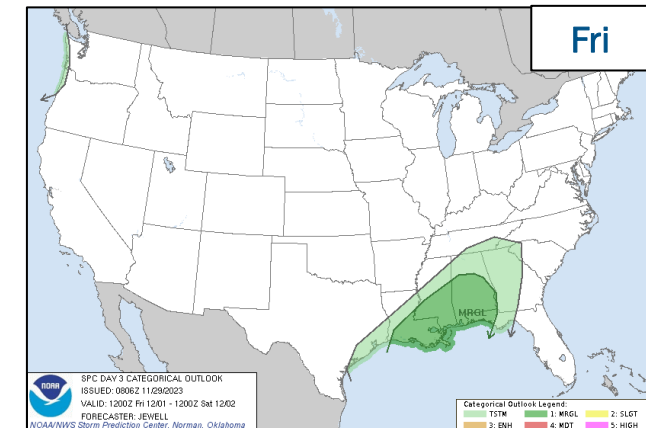 Fri
MRGL
NOAA
SPC DAY 3 CATEGORICAL OUTLOOK
ISSUED: 0806Z 11/29/2023
VALID: 1200Z Fri 12/01 - 1200Z Sat 12/02
FORECASTER: JEWELL
NOAA/NWS Storm Prediction Center, Norman, Oklahoma
Categorical Outlook Legend:
TSTM 1: MRGL 2: SLGT
3: ENH 4: MDT 5: HIGH